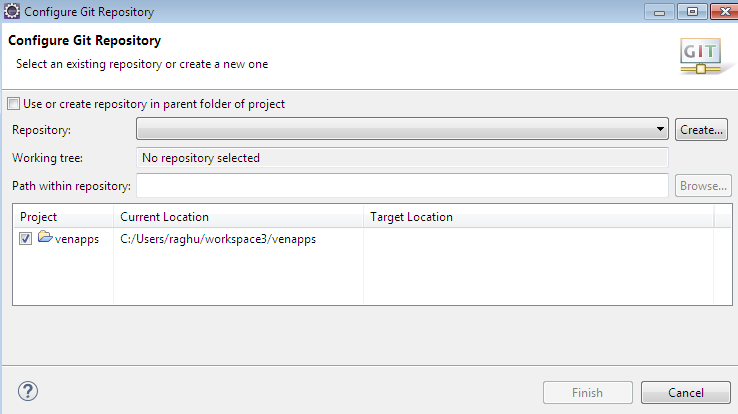 Configure Git Repository
Configure Git Repository
Select an existing repository or create a new one
GIT
Use or create repository in parent folder of project
Repository: Create...
Working tree: No repository selected
Path within repository: Browse...
Project Current Location Target Location
venapps C:/Users/raghu/workspace3/venapps
? Finish Cancel